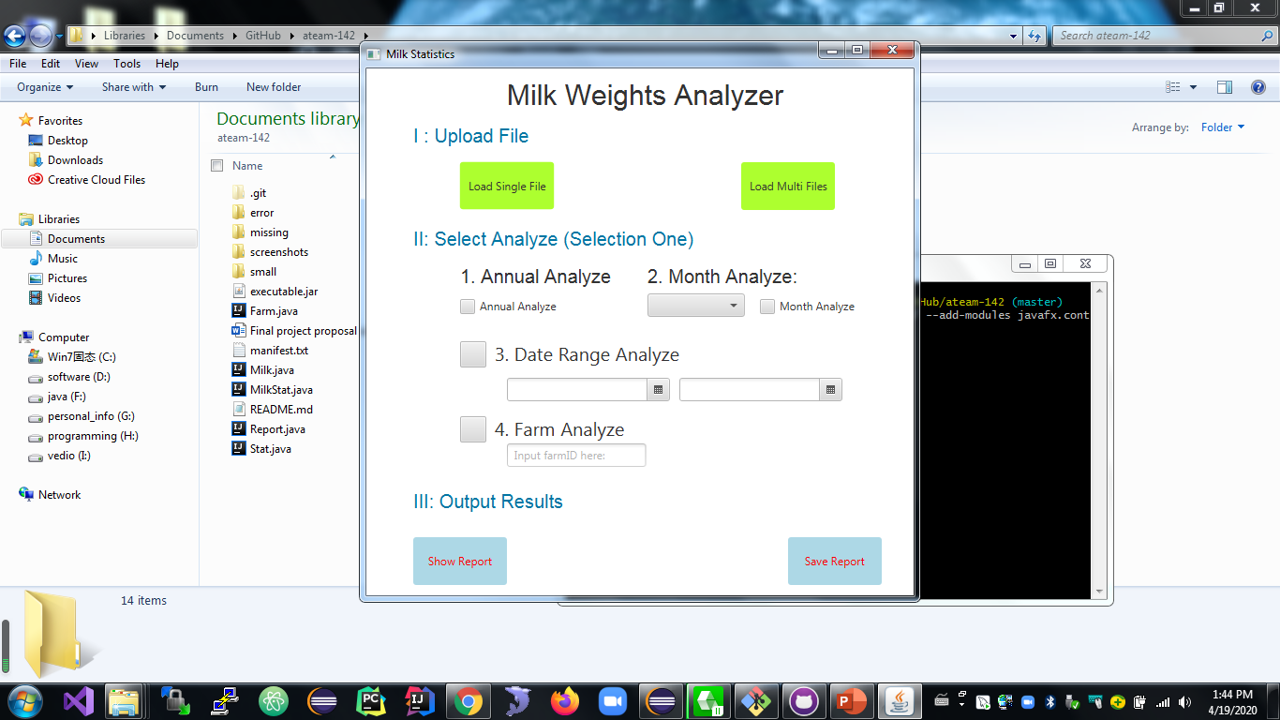 Libraries Documents GitHub ateam-142
Search ateam-142
File Edit View Tools Help
Organize Share with Burn New folder
Favorites
Desktop
Downloads
Creative Cloud Files
Libraries
Documents
Music
Pictures
Videos
Computer
Win7固态 (C:)
software (D:)
java (F:)
personal_info (G:)
programming (H:)
vedio (I:)
Network
Documents library
ateam-142
Arrange by: Folder
Name
.git
error
missing
screenshots
small
executable.jar
Farm.java
Final project proposal
manifest.txt
Milk.java
MilkStat.java
README.md
Report.java
Stat.java
14 items
Milk Statistics
Milk Weights Analyzer
I : Upload File
Load Single File
Load Multi Files
II: Select Analyze (Selection One)
1. Annual Analyze
2. Month Analyze:
Annual Analyze
Month Analyze
3. Date Range Analyze
4. Farm Analyze
Input farmID here:
III: Output Results
Show Report
Save Report
Hub/ateam-142 (master)
--add-modules javafx.cont
1:44 PM
4/19/2020